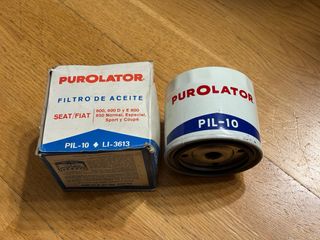 PUROLATOR
FILTRO DE ACEITE
SEAT/FIAT
600, 600 D y E 800
850 Normal, Especial,
Sport y Coupé
PIL-10 ◆ LI-3613
PUROLATOR
PIL-10